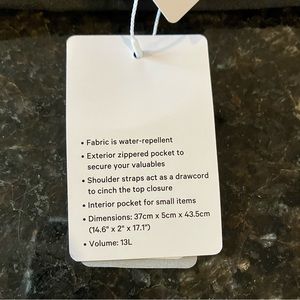 • Fabric is water-repellent
• Exterior zippered pocket to
secure your valuables
• Shoulder straps act as a drawcord
to cinch the top closure
• Interior pocket for small items
• Dimensions: 37cm x 5cm x 43.5cm
(14.6" x 2" x 17.1")
• Volume: 13L